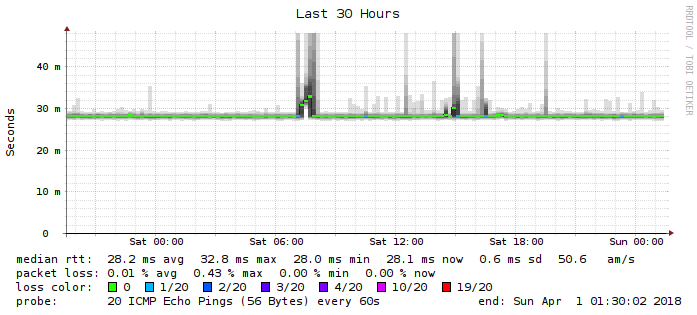 Last 30 Hours
RRDTOOL / TOBI OETIKER
Seconds
40 m
30 m
20 m
10 m
0
Sat 00:00 Sat 06:00 Sat 12:00 Sat 18:00 Sun 00:00
median rtt: 28.2 ms avg 32.8 ms max 28.0 ms min 28.1 ms now 0.6 ms sd 50.6 am/s
packet loss: 0.01 % avg 0.43 % max 0.00 % min 0.00 % now
loss color: 0 1/20 2/20 3/20 4/20 10/20 19/20
probe: 20 ICMP Echo Pings (56 Bytes) every 60s end: Sun Apr 1 01:30:02 2018